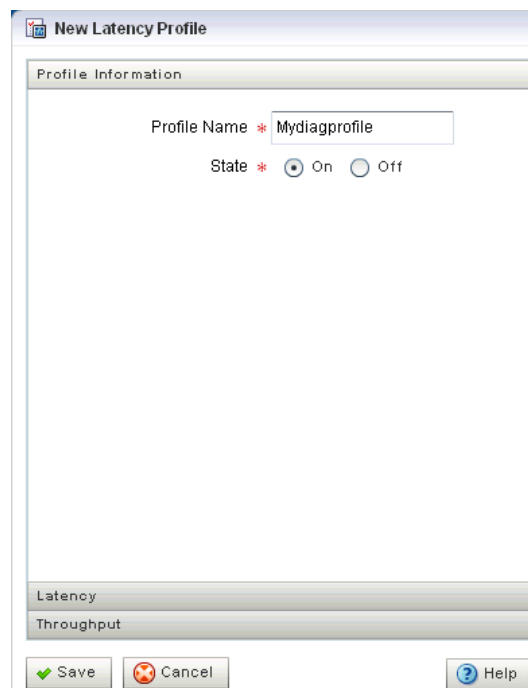 New Latency Profile
Profile Information
Profile Name * Mydiagprofile
State * On Off
Latency
Throughput
Save Cancel Help